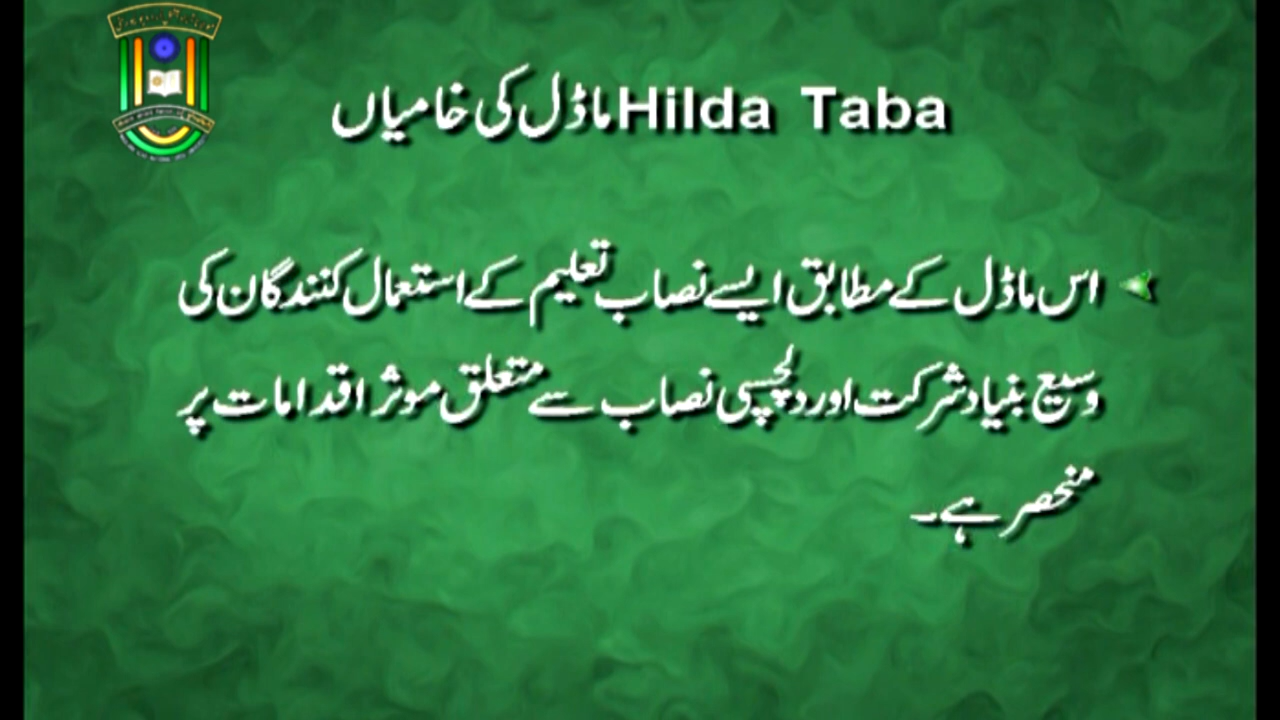 Hilda Taba ماڈل کی خامیاں
اس ماڈل کے مطابق ایسے نصاب تعلیم کے استعمال کنندگان کی
وسیع بنیاد شرکت اور دلچسپی نصاب سے متعلق موثر اقدامات پر
منحصر ہے۔